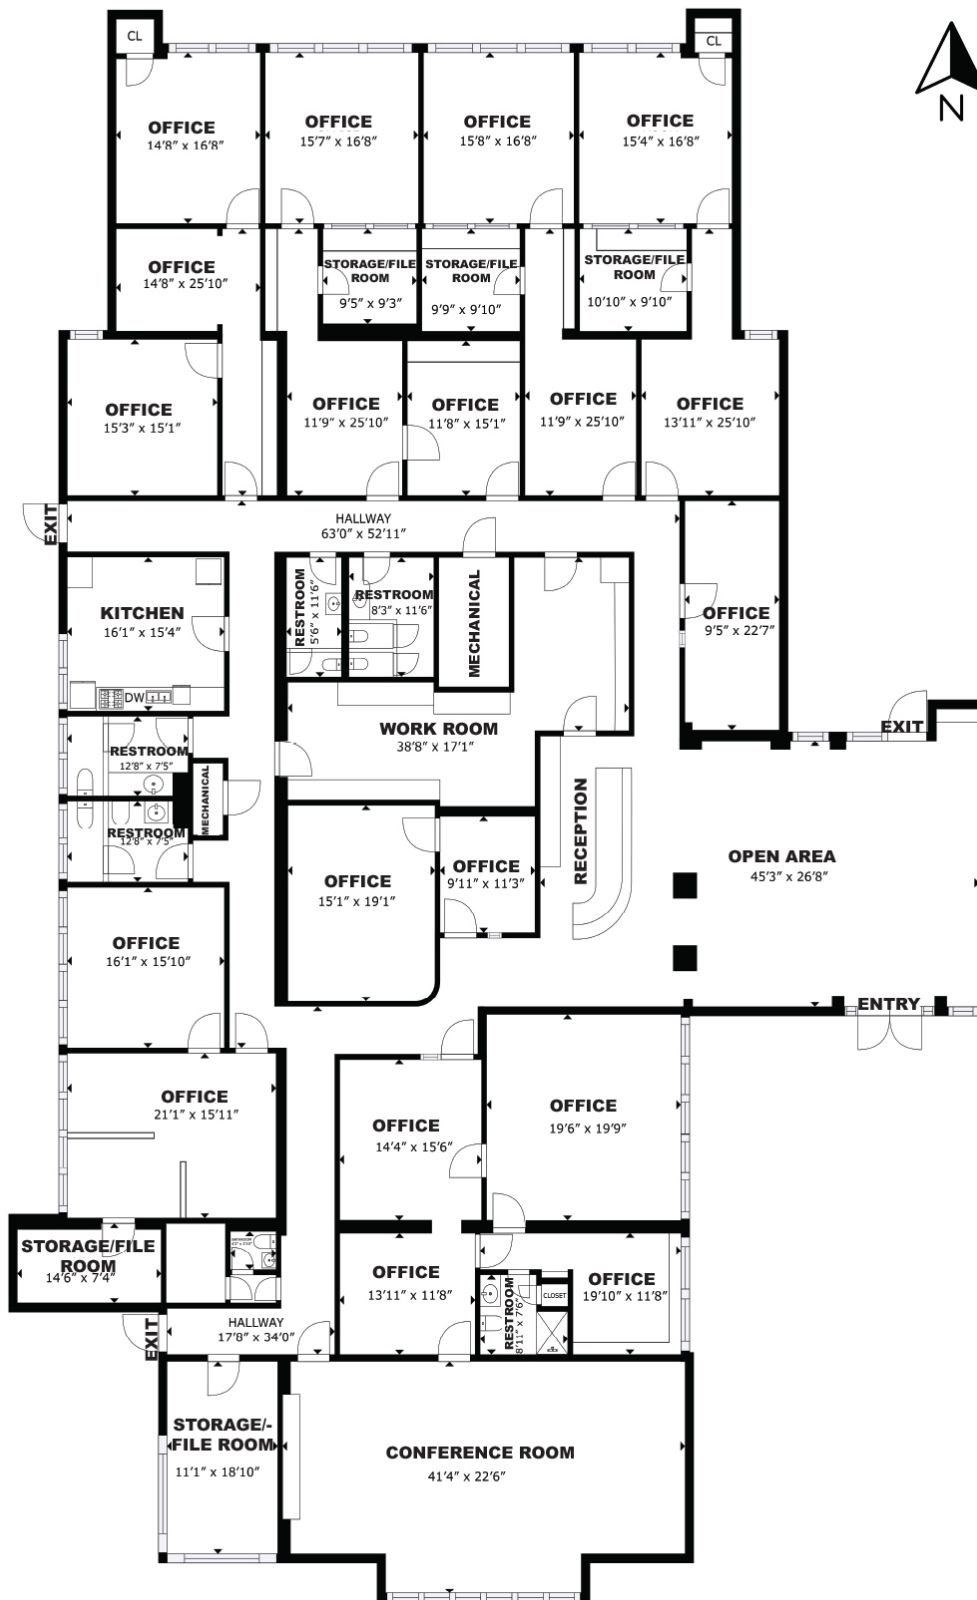 CL
CL
N
OFFICE
14'8" x 16'8"
OFFICE
15'7" x 16'8"
OFFICE
15'8" x 16'8"
OFFICE
15'4" x 16'8"
OFFICE
14'8" x 25'10"
STORAGE/FILE
ROOM
9'5" x 9'3"
STORAGE/FILE
ROOM
9'9" x 9'10"
STORAGE/FILE
ROOM
10'10" x 9'10"
OFFICE
15'3" x 15'1"
OFFICE
11'9" x 25'10"
OFFICE
11'8" x 15'1"
OFFICE
11'9" x 25'10"
OFFICE
13'11" x 25'10"
EXIT
HALLWAY
63'0" x 52'11"
KITCHEN
16'1" x 15'4"
DW
RESTROOM
5'6" x 11'6"
RESTROOM
8'3" x 11'6"
MECHANICAL
OFFICE
9'5" x 22'7"
WORK ROOM
38'8" x 17'1"
EXIT
RESTROOM
12'8" x 7'5"
MECHANICAL
RESTROOM
12'8" x 7'5"
RECEPTION
OPEN AREA
45'3" x 26'8"
OFFICE
15'1" x 19'1"
OFFICE
9'11" x 11'3"
OFFICE
16'1" x 15'10"
ENTRY
OFFICE
21'1" x 15'11"
OFFICE
14'4" x 15'6"
OFFICE
19'6" x 19'9"
STORAGE/FILE
ROOM
14'6" x 7'4"
OFFICE
13'11" x 11'8"
RESTROOM
8'11" x 7'6"
CLOSET
OFFICE
19'10" x 11'8"
EXIT
HALLWAY
17'8" x 34'0"
STORAGE/-
FILE ROOM
11'1" x 18'10"
CONFERENCE ROOM
41'4" x 22'6"